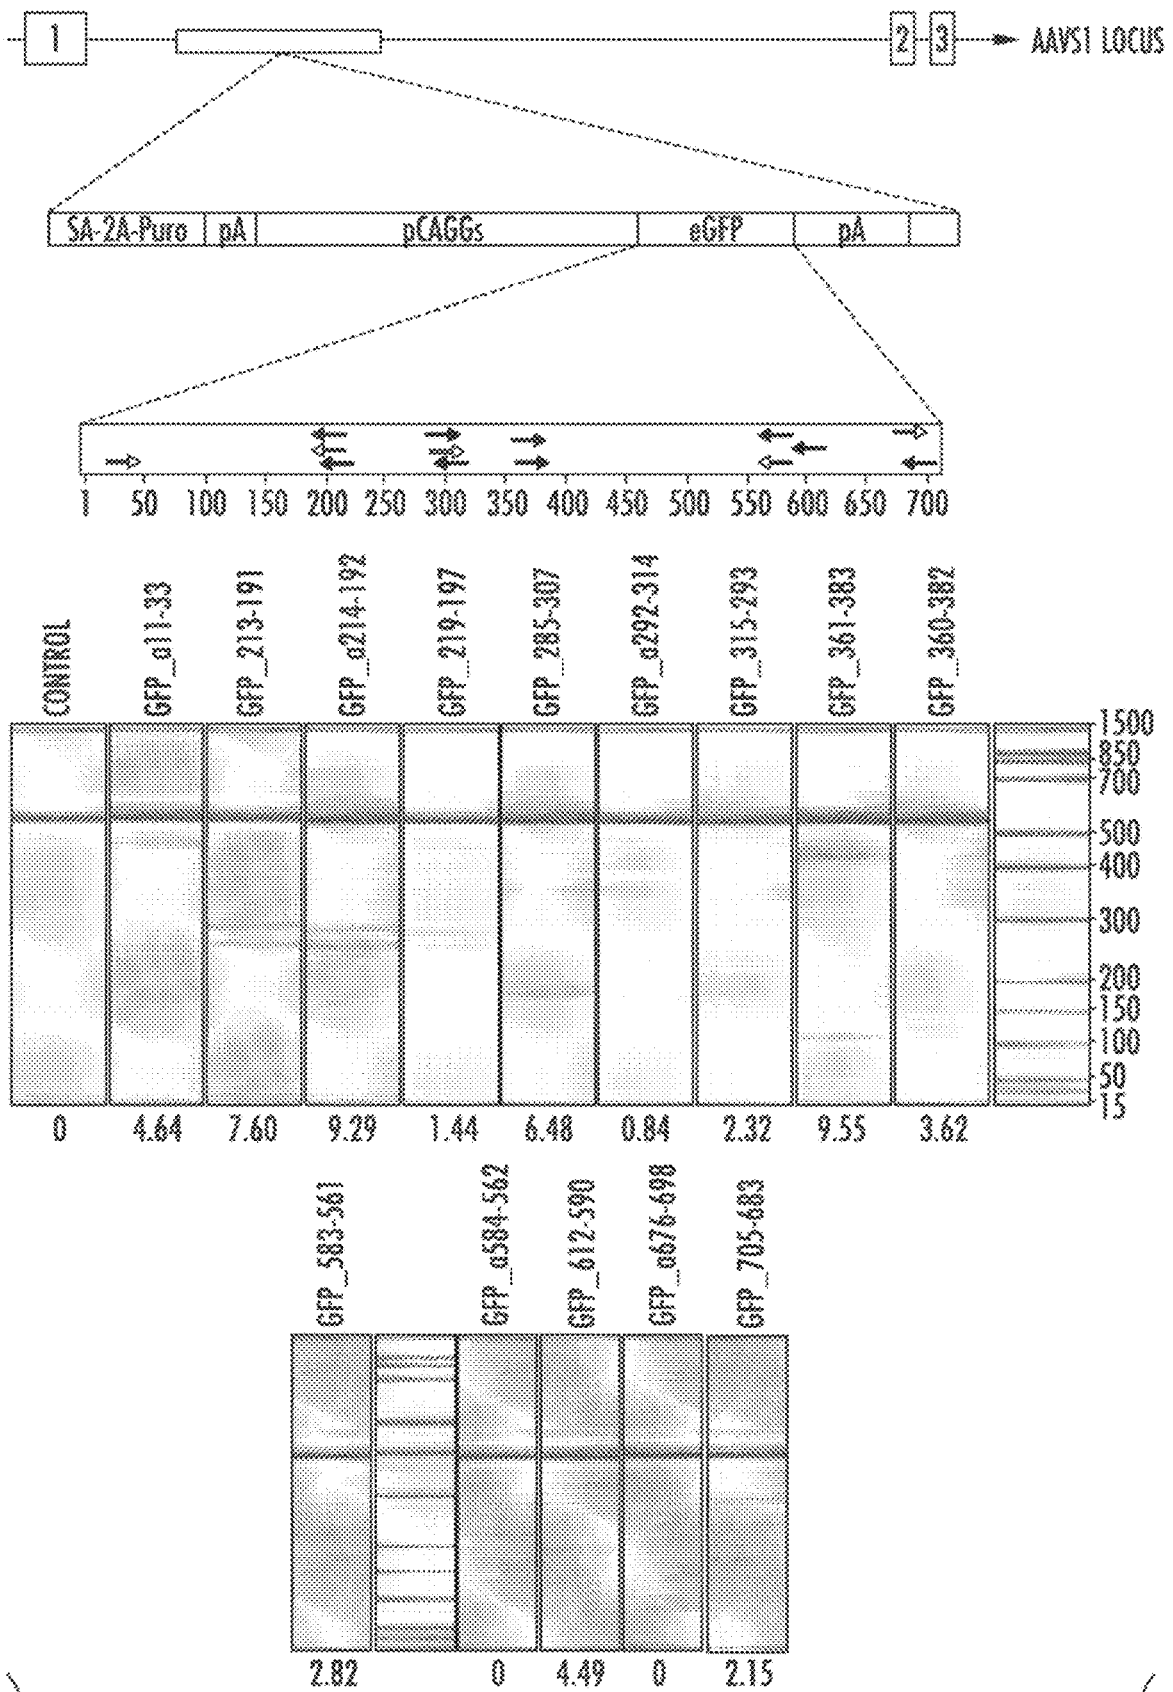 1 2 3 AAVS1 LOCUS
SA-2A-Puro pA pCAGGs eGFP pA
1 50 100 150 200 250 300 350 400 450 500 550 600 650 700
CONTROL
GFP_a11-33
GFP_213-191
GFP_a214-192
GFP_219-197
GFP_285-307
GFP_a292-314
GFP_315-293
GFP_361-383
GFP_360-382
1500
850
700
500
400
300
200
150
100
50
15
0 4.64 7.60 9.29 1.44 6.48 0.84 2.32 9.55 3.62
GFP_583-561
GFP_a584-562
GFP_612-590
GFP_a676-698
GFP_705-683
2.82 0 4.49 0 2.15